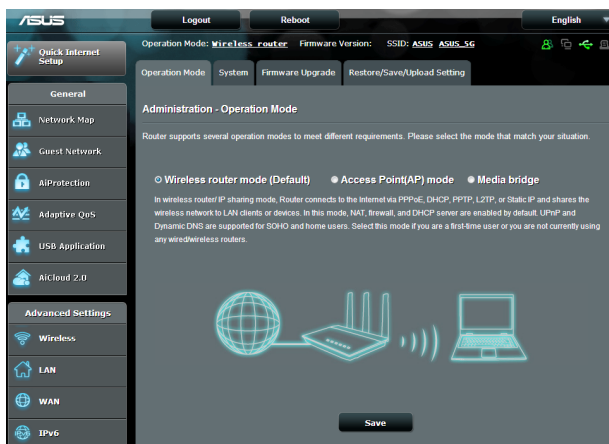 ASUS
Logout
Reboot
English
Quick Internet
Setup
Operation Mode: Wireless router Firmware Version: SSID: ASUS ASUS_5G
Operation Mode
System
Firmware Upgrade
Restore/Save/Upload Setting
General
Network Map
Guest Network
AiProtection
Adaptive QoS
USB Application
AiCloud 2.0
Advanced Settings
Wireless
LAN
WAN
IPv6
Administration - Operation Mode
Router supports several operation modes to meet different requirements. Please select the mode that match your situation.
Wireless router mode (Default)
Access Point(AP) mode
Media bridge
In wireless router/ IP sharing mode, Router connects to the Internet via PPPoE, DHCP, PPTP, L2TP, or Static IP and shares the
wireless network to LAN clients or devices. In this mode, NAT, firewall, and DHCP server are enabled by default. UPnP and
Dynamic DNS are supported for SOHO and home users. Select this mode if you are a first-time user or you are not currently using
any wired/wireless routers.
Save